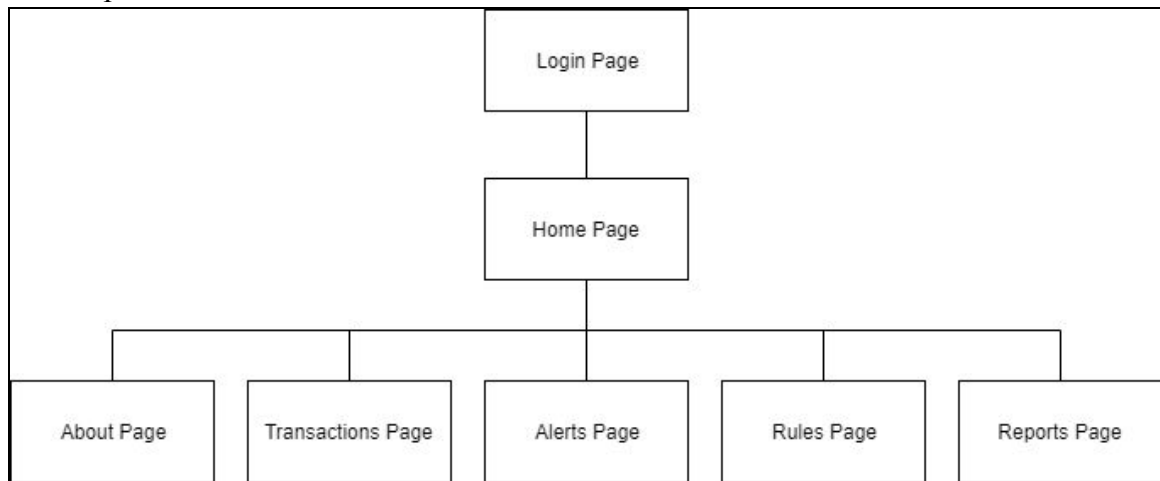 Login Page
Home Page
About Page
Transactions Page
Alerts Page
Rules Page
Reports Page